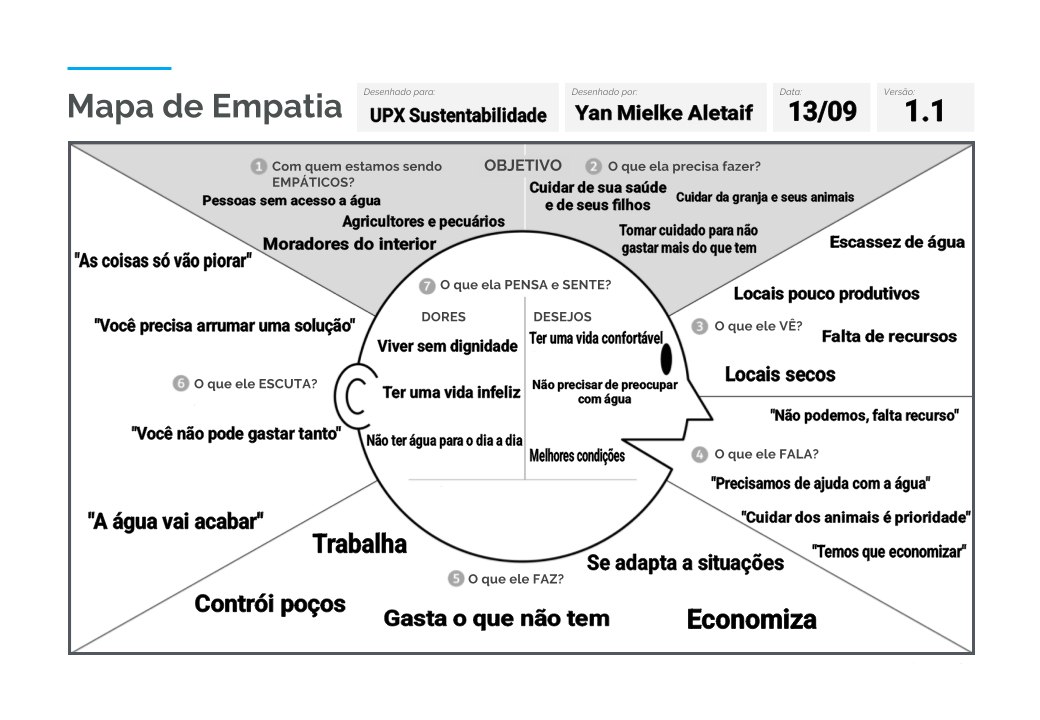 Mapa de Empatia
Desenhado para:
UPX Sustentabilidade
Desenhado por:
Yan Mielke Aletaif
Data:
13/09
Versão:
1.1
OBJETIVO
1 Com quem estamos sendo
EMPÁTICOS?
Pessoas sem acesso a água
Agricultores e pecuários
Moradores do interior
2 O que ela precisa fazer?
Cuidar de sua saúde
e de seus filhos
Cuidar da granja e seus animais
Tomar cuidado para não
gastar mais do que tem
Escassez de água
Locais pouco produtivos
3 O que ele VÊ?
Falta de recursos
Locais secos
"Não podemos, falta recurso"
4 O que ele FALA?
"Precisamos de ajuda com a água"
"Cuidar dos animais é prioridade"
"Temos que economizar"
Trabalha
Se adapta a situações
5 O que ele FAZ?
Contrói poços
Gasta o que não tem
Economiza
"As coisas só vão piorar"
"Você precisa arrumar uma solução"
6 O que ele ESCUTA?
"Você não pode gastar tanto"
"A água vai acabar"
7 O que ela PENSA e SENTE?
DORES
Viver sem dignidade
Ter uma vida infeliz
Não ter água para o dia a dia
DESEJOS
Ter uma vida confortável
Não precisar de preocupar
com água
Melhores condições